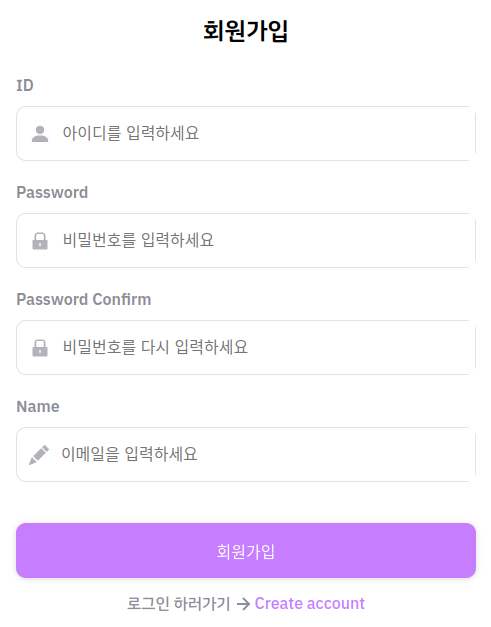 회원가입
ID
아이디를 입력하세요
Password
비밀번호를 입력하세요
Password Confirm
비밀번호를 다시 입력하세요
Name
이메일을 입력하세요
회원가입
로그인 하러가기 → Create account